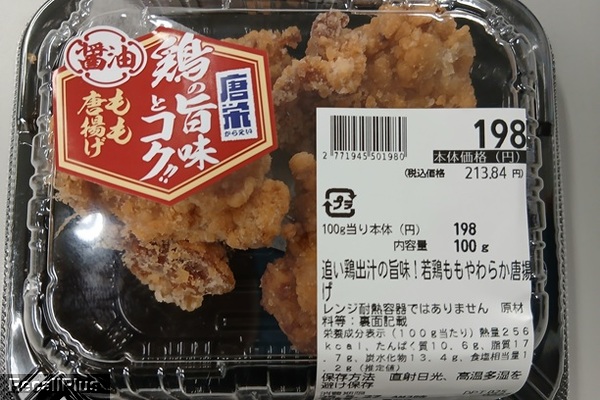 醤油
鶏の旨味
とコク!!
もも
唐揚げ
唐栄
からえい
2 771945 501980
198
本体価格(円)
(税込価格 213.84 円)
プラ
100g当り本体(円) 198
内容量 100g
追い鶏出汁の旨味!若鶏ももやわらか唐揚
げ
レンジ耐熱容器ではありません 原材
料等:裏面記載
栄養成分表示(100g当たり)熱量256
kcal、たんぱく質10.6g、脂質17
.7g、炭水化物13.4g、食塩相当量1
.2g(推定値)
保存方法 直射日光、高温多湿を
避け保存
RecallPlus